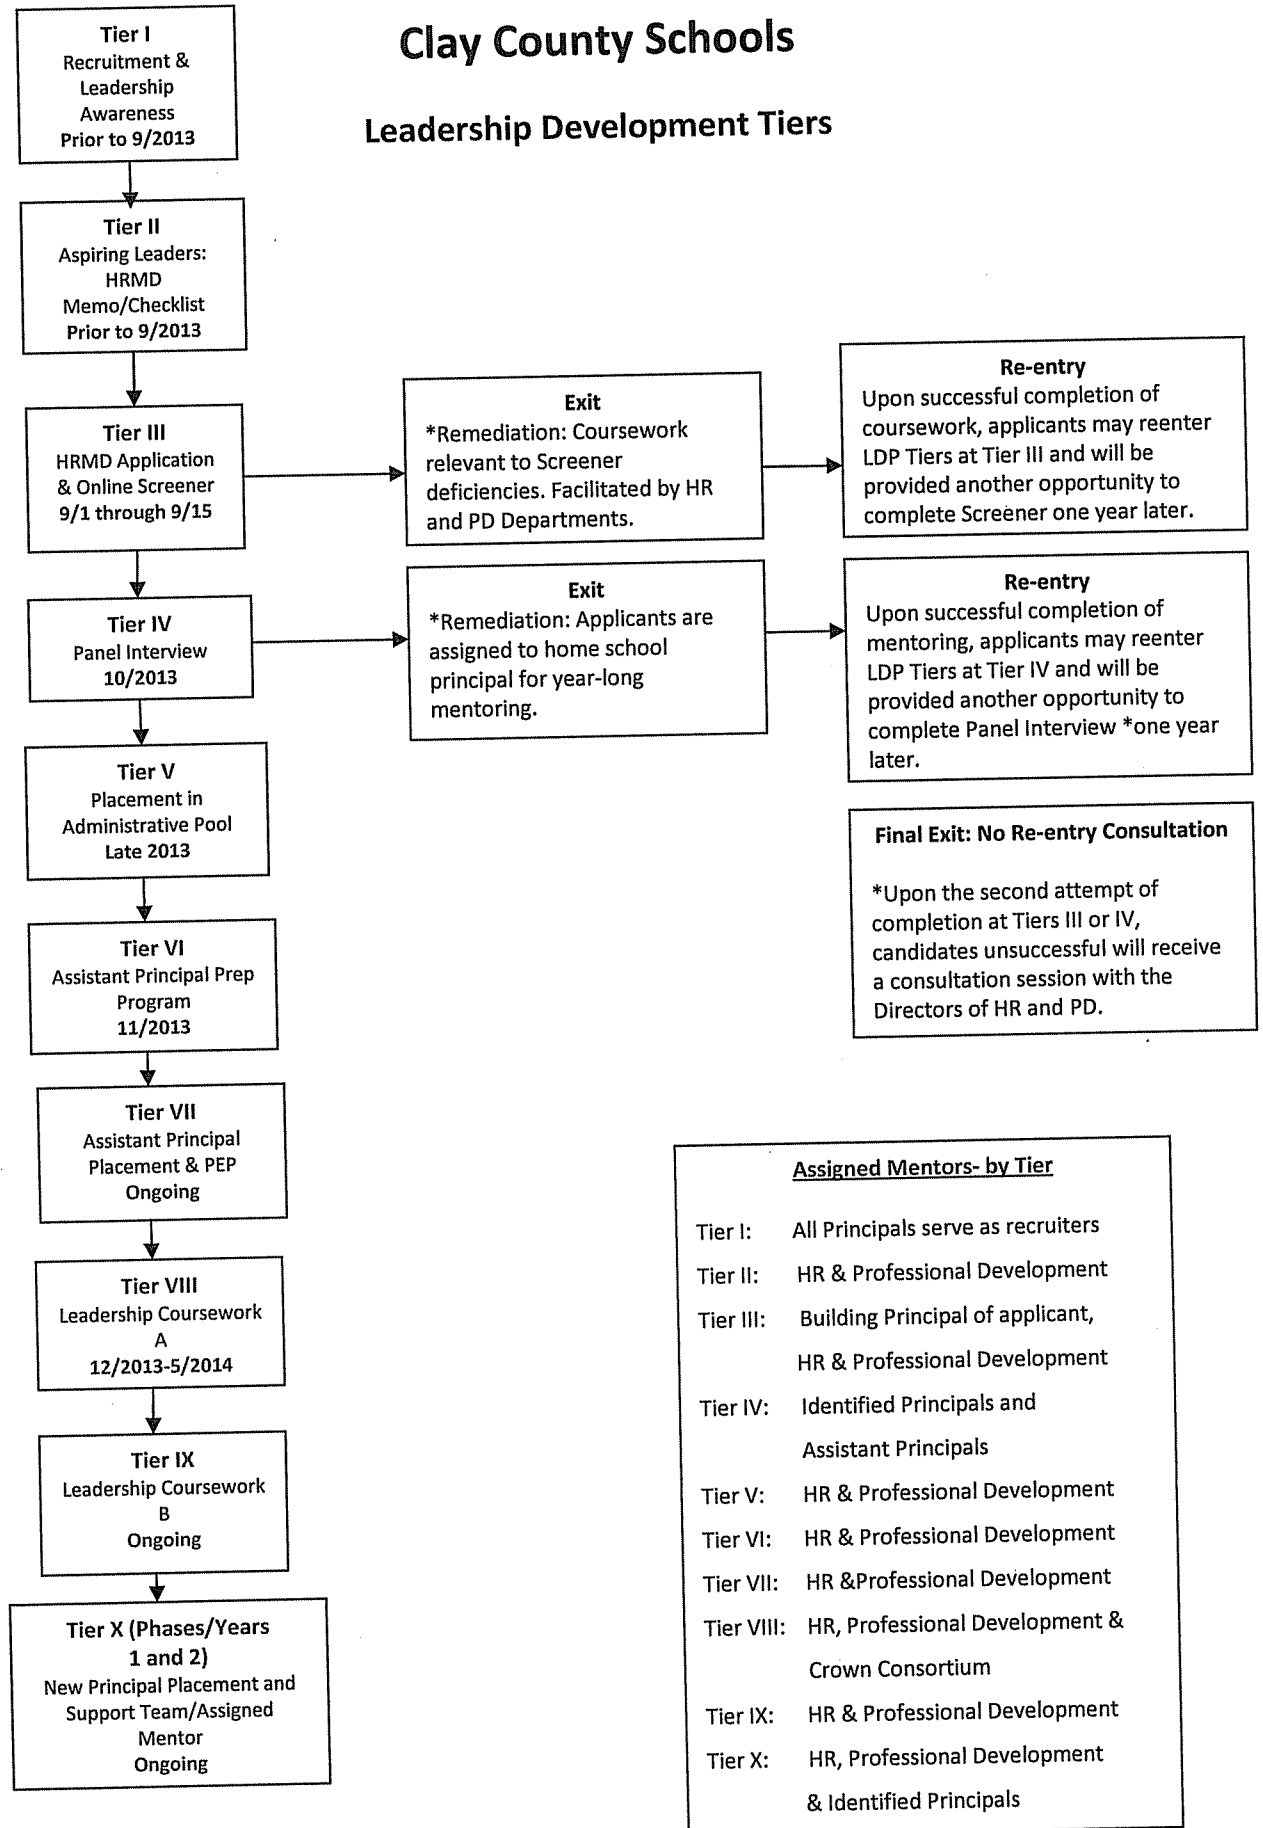 Clay County Schools
Leadership Development Tiers
Tier I
Recruitment &
Leadership
Awareness
Prior to 9/2013
Tier II
Aspiring Leaders:
HRMD
Memo/Checklist
Prior to 9/2013
Tier III
HRMD Application
& Online Screener
9/1 through 9/15
Exit
*Remediation: Coursework
relevant to Screener
deficiencies. Facilitated by HR
and PD Departments.
Re-entry
Upon successful completion of
coursework, applicants may reenter
LDP Tiers at Tier III and will be
provided another opportunity to
complete Screener one year later.
Tier IV
Panel Interview
10/2013
Exit
*Remediation: Applicants are
assigned to home school
principal for year-long
mentoring.
Re-entry
Upon successful completion of
mentoring, applicants may reenter
LDP Tiers at Tier IV and will be
provided another opportunity to
complete Panel Interview *one year
later.
Tier V
Placement in
Administrative Pool
Late 2013
Final Exit: No Re-entry Consultation
*Upon the second attempt of
completion at Tiers III or IV,
candidates unsuccessful will receive
a consultation session with the
Directors of HR and PD.
Tier VI
Assistant Principal Prep
Program
11/2013
Tier VII
Assistant Principal
Placement & PEP
Ongoing
Tier VIII
Leadership Coursework
A
12/2013-5/2014
Tier IX
Leadership Coursework
B
Ongoing
Tier X (Phases/Years
1 and 2)
New Principal Placement and
Support Team/Assigned
Mentor
Ongoing
Assigned Mentors- by Tier
Tier I: All Principals serve as recruiters
Tier II: HR & Professional Development
Tier III: Building Principal of applicant,
HR & Professional Development
Tier IV: Identified Principals and
Assistant Principals
Tier V: HR & Professional Development
Tier VI: HR & Professional Development
Tier VII: HR &Professional Development
Tier VIII: HR, Professional Development &
Crown Consortium
Tier IX: HR & Professional Development
Tier X: HR, Professional Development
& Identified Principals